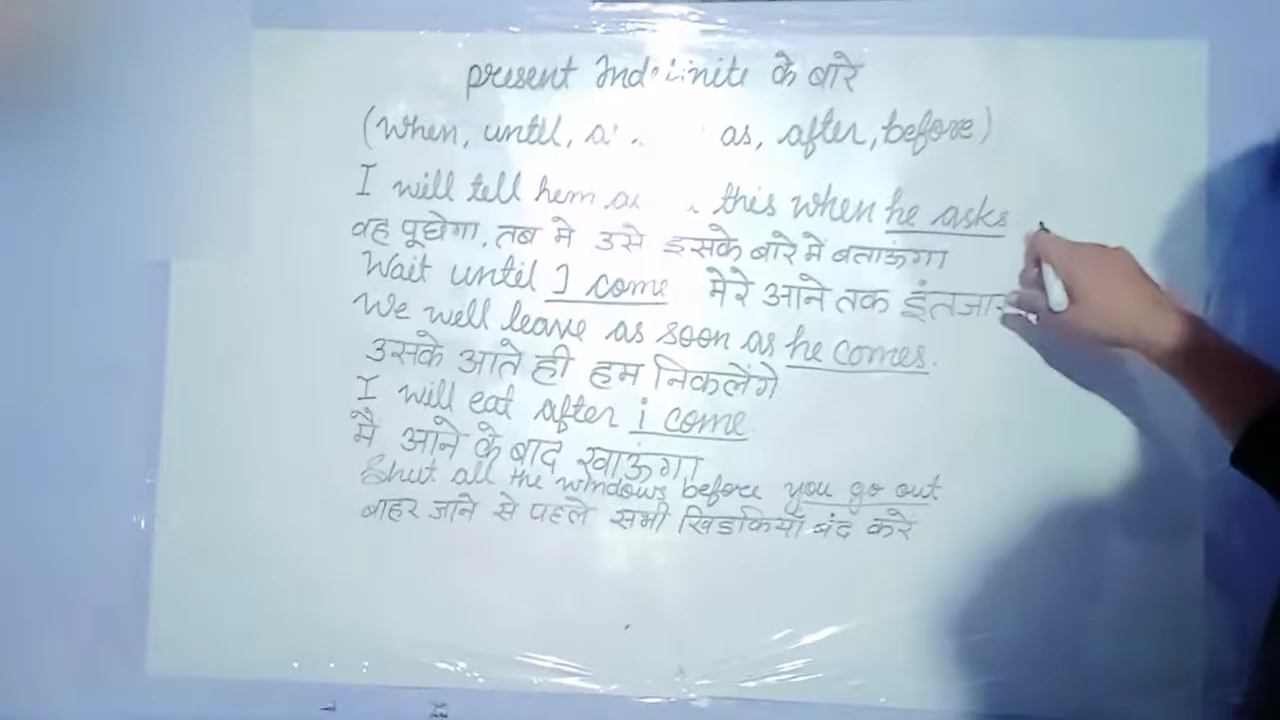 present Indefinite के बारे
(when, until, as, after, before)
I will tell hem this when he asks
वह पूछेगा, तब मे उसे इसके बारे में बताऊंगा
Wait until I come मेरे आने तक इंतजार
We well leave as soon as he comes.
उसके आते ही हम निकलेंगे
I will eat after i come
मै आने के बाद खाऊंगा
Shut all the windows before you go out
बाहर जाने से पहले सभी खिडकियाँ बंद करे